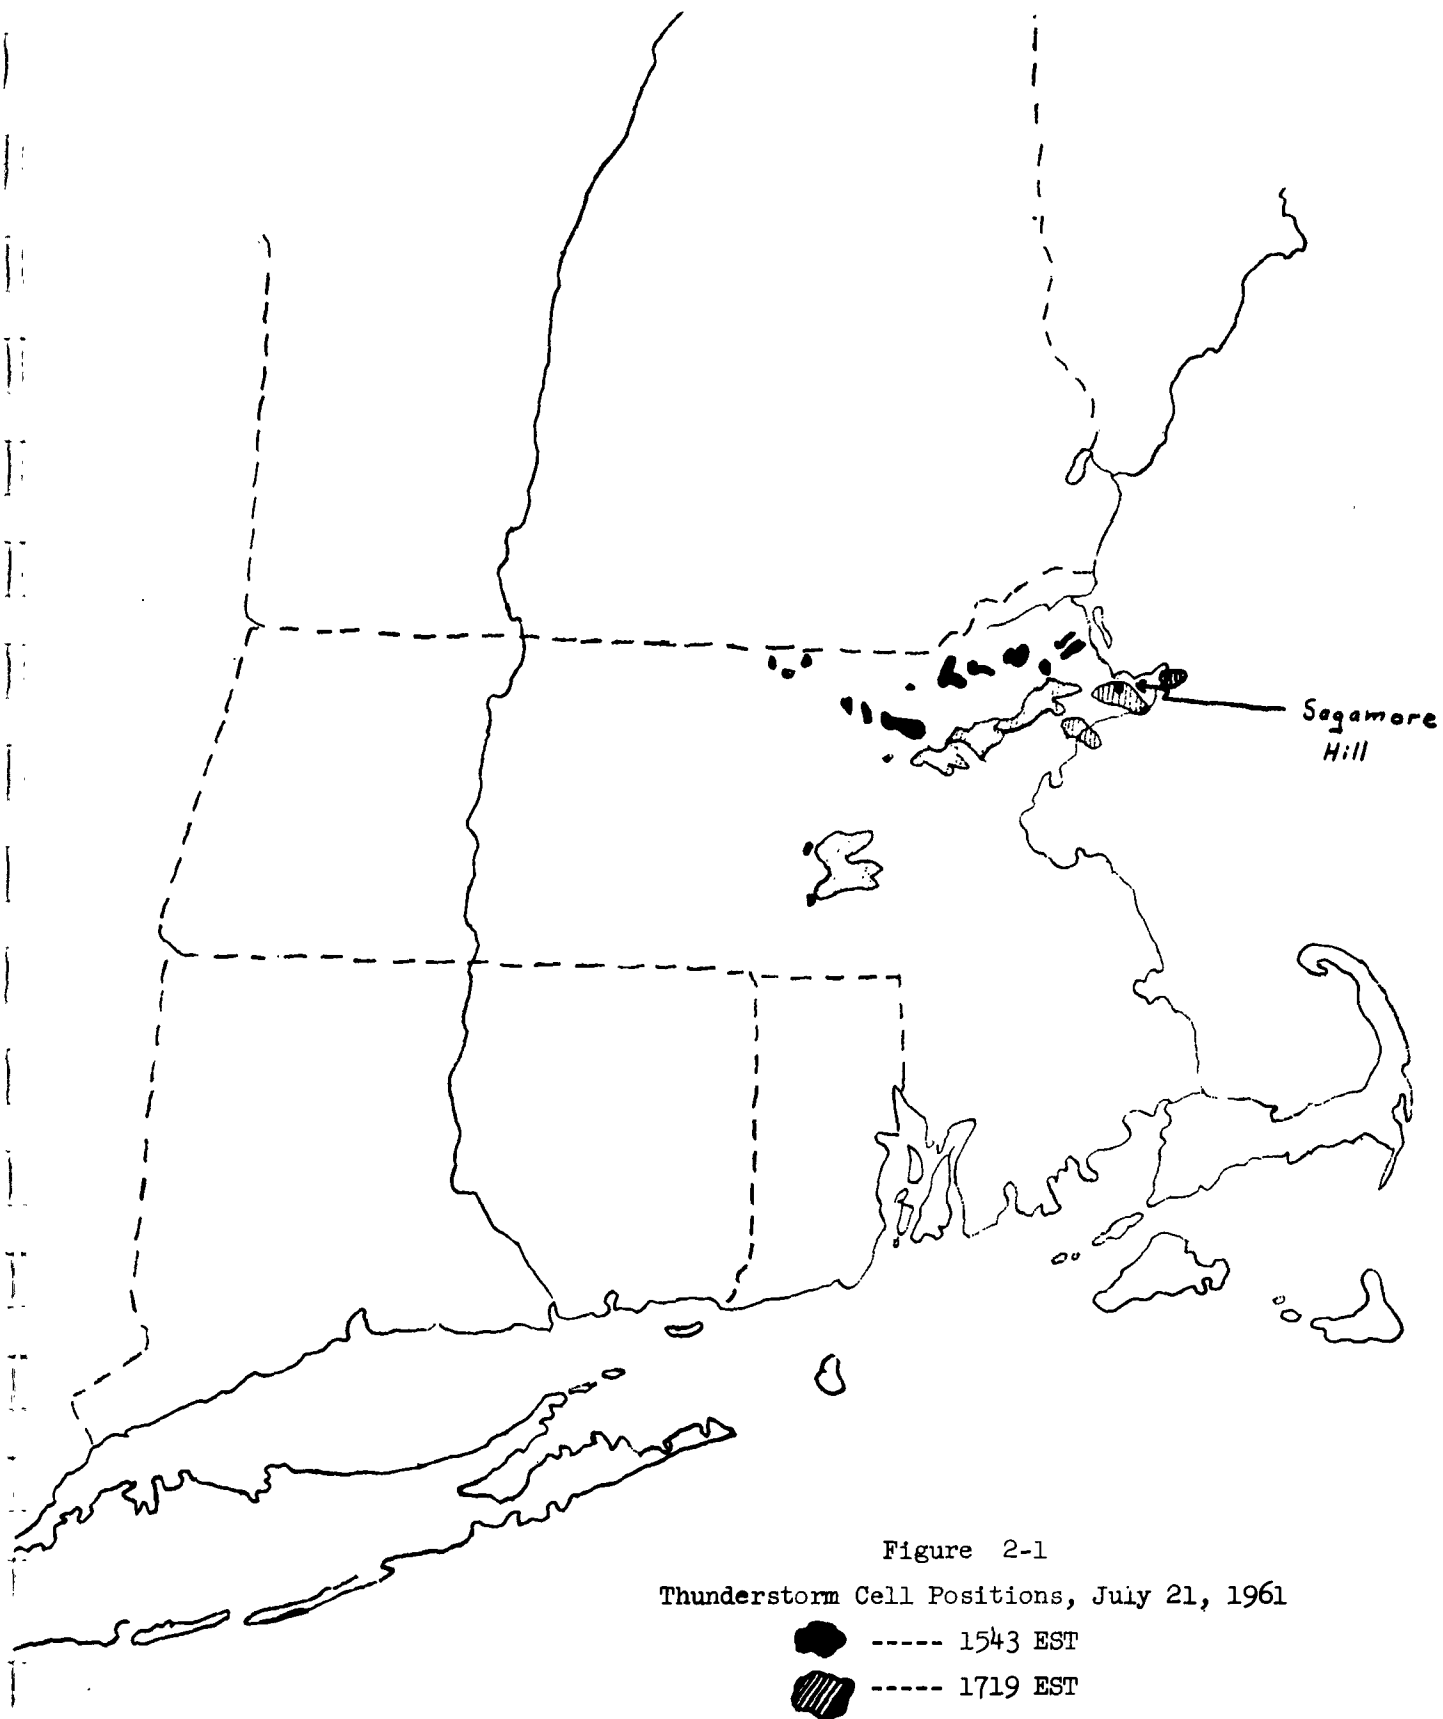 Sagamore
Hill
Figure 2-1
Thunderstorm Cell Positions, July 21, 1961
----- 1543 EST
----- 1719 EST